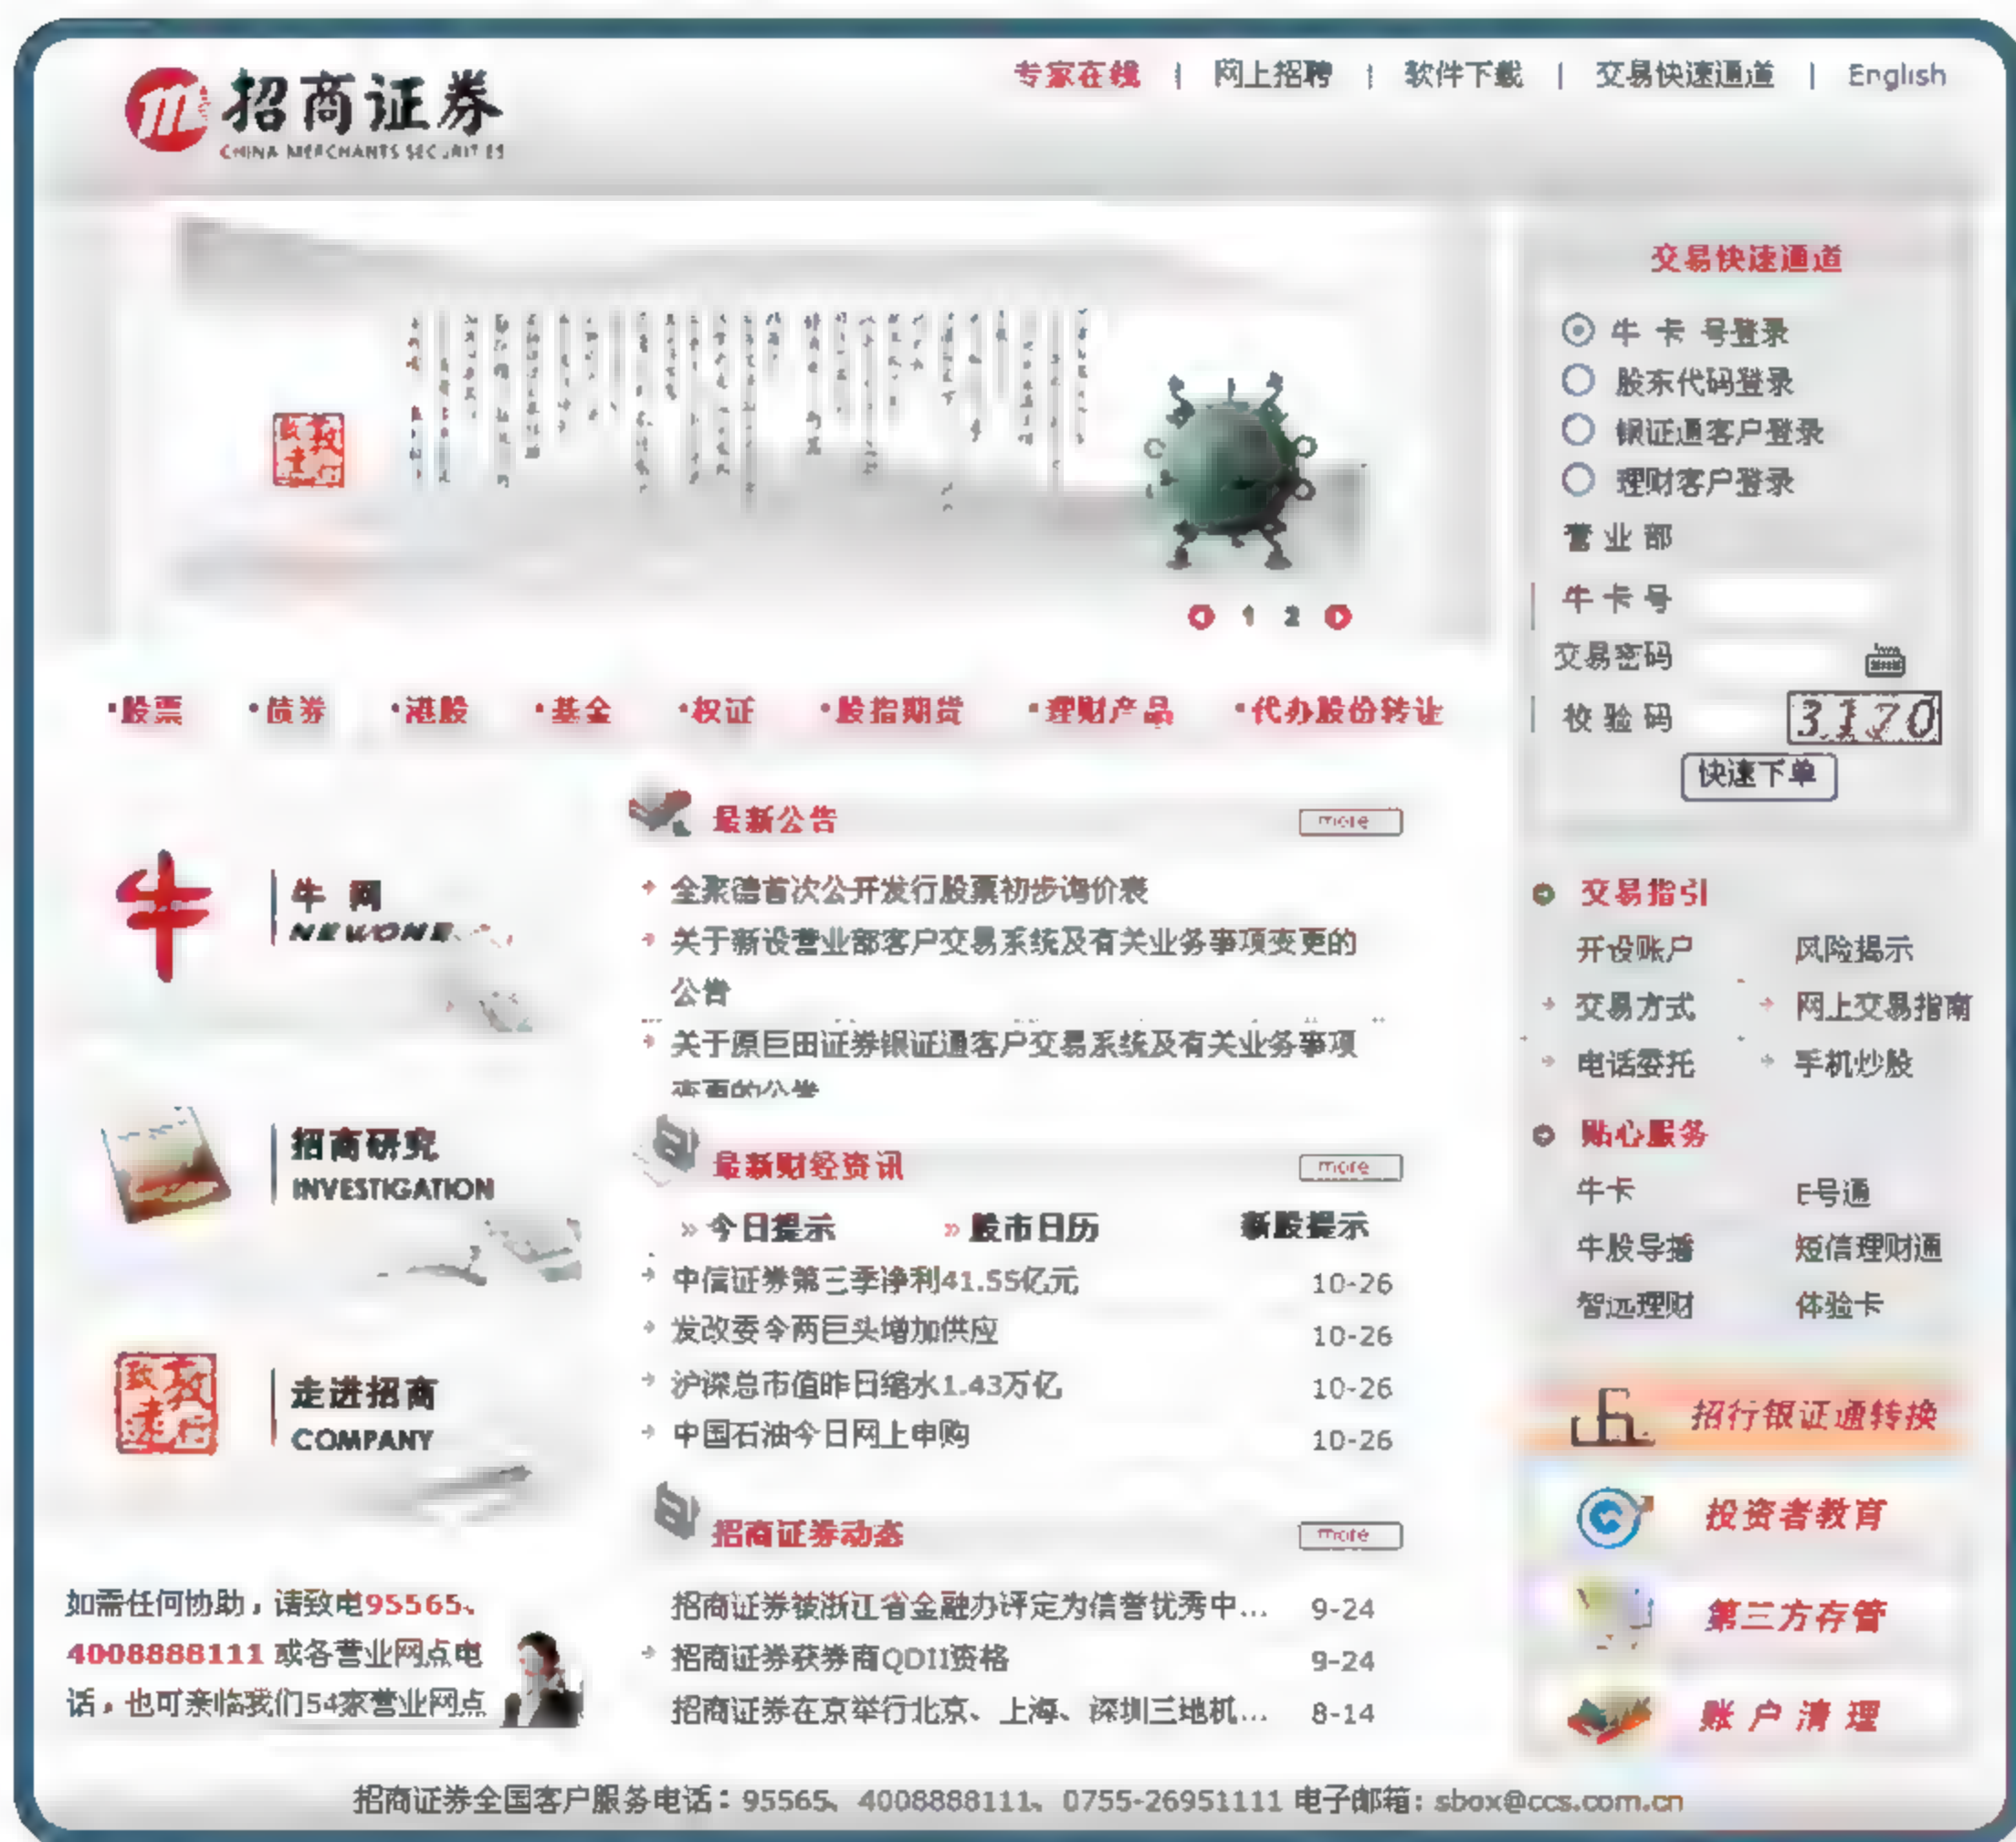 招商证券
CHINA MERCHANTS SECURITIES
专家在线 | 网上招聘 | 软件下载 | 交易快速通道 | English
1 2
·股票 ·债券 ·港股 ·基金 ·权证 ·股指期货 ·理财产品 ·代办股份转让
牛 网
NEWONE
招商研究
INVESTIGATION
走进招商
COMPANY
如需任何协助，请致电95565、
4008888111 或各营业网点电
话，也可亲临我们54家营业网点
最新公告 more
全聚德首次公开发行股票初步询价表
关于新设营业部客户交易系统及有关业务事项变更的
公告
关于原巨田证券银证通客户交易系统及有关业务事项
变更的公告
最新财经资讯 more
» 今日提示 » 股市日历 新股提示
中信证券第三季净利41.55亿元 10-26
发改委令两巨头增加供应 10-26
沪深总市值昨日缩水1.43万亿 10-26
中国石油今日网上申购 10-26
招商证券动态 more
招商证券被浙江省金融办评定为信誉优秀中... 9-24
招商证券获券商QDII资格 9-24
招商证券在京举行北京、上海、深圳三地机... 8-14
交易快速通道
牛 卡 号登录
股东代码登录
银证通客户登录
理财客户登录
营 业 部
牛 卡 号
交易密码
校 验 码 3170
快速下单
交易指引
开设账户 风险揭示
交易方式 网上交易指南
电话委托 手机炒股
贴心服务
牛卡 E号通
牛股导播 短信理财通
智远理财 体验卡
招行银证通转换
投资者教育
第三方存管
账户清理
招商证券全国客户服务电话：95565、4008888111、0755-26951111 电子邮箱：sbox@ccs.com.cn